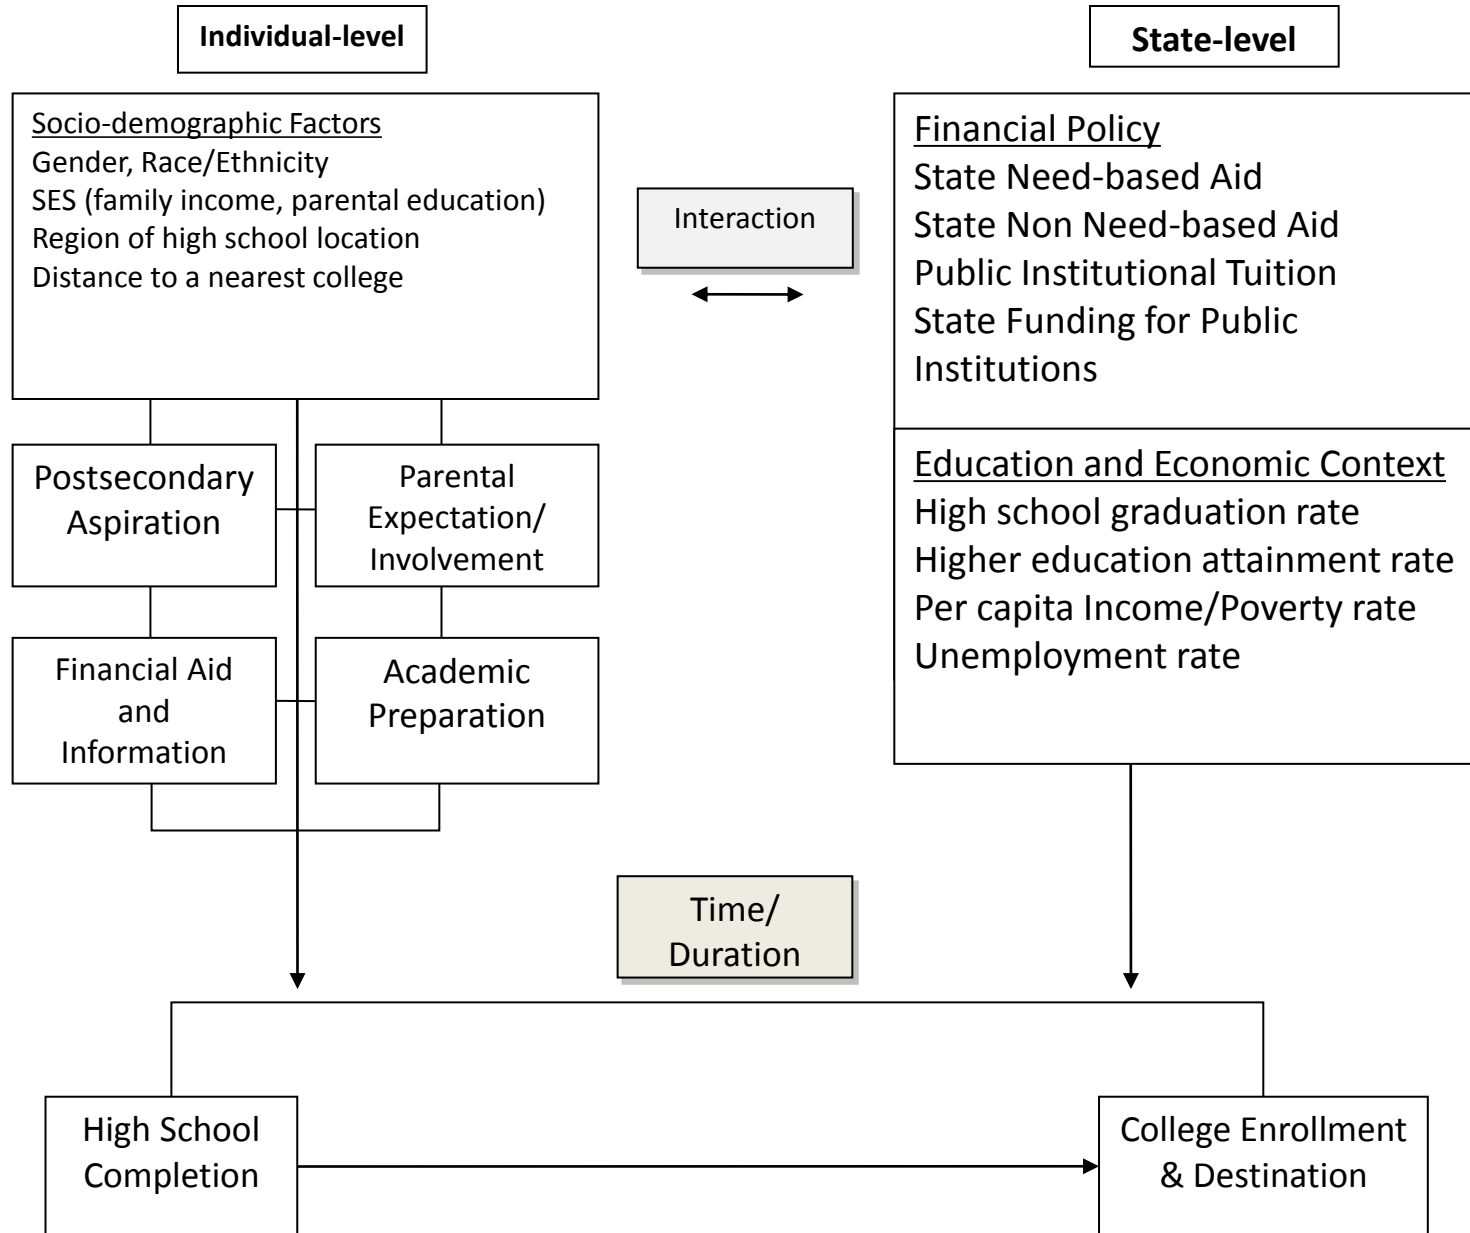 Individual-level
State-level
Socio-demographic Factors
Gender, Race/Ethnicity
SES (family income, parental education)
Region of high school location
Distance to a nearest college
Interaction
Financial Policy
State Need-based Aid
State Non Need-based Aid
Public Institutional Tuition
State Funding for Public
Institutions
Postsecondary
Aspiration
Parental
Expectation/
Involvement
Education and Economic Context
High school graduation rate
Higher education attainment rate
Per capita Income/Poverty rate
Unemployment rate
Financial Aid
and
Information
Academic
Preparation
Time/
Duration
High School
Completion
College Enrollment
& Destination